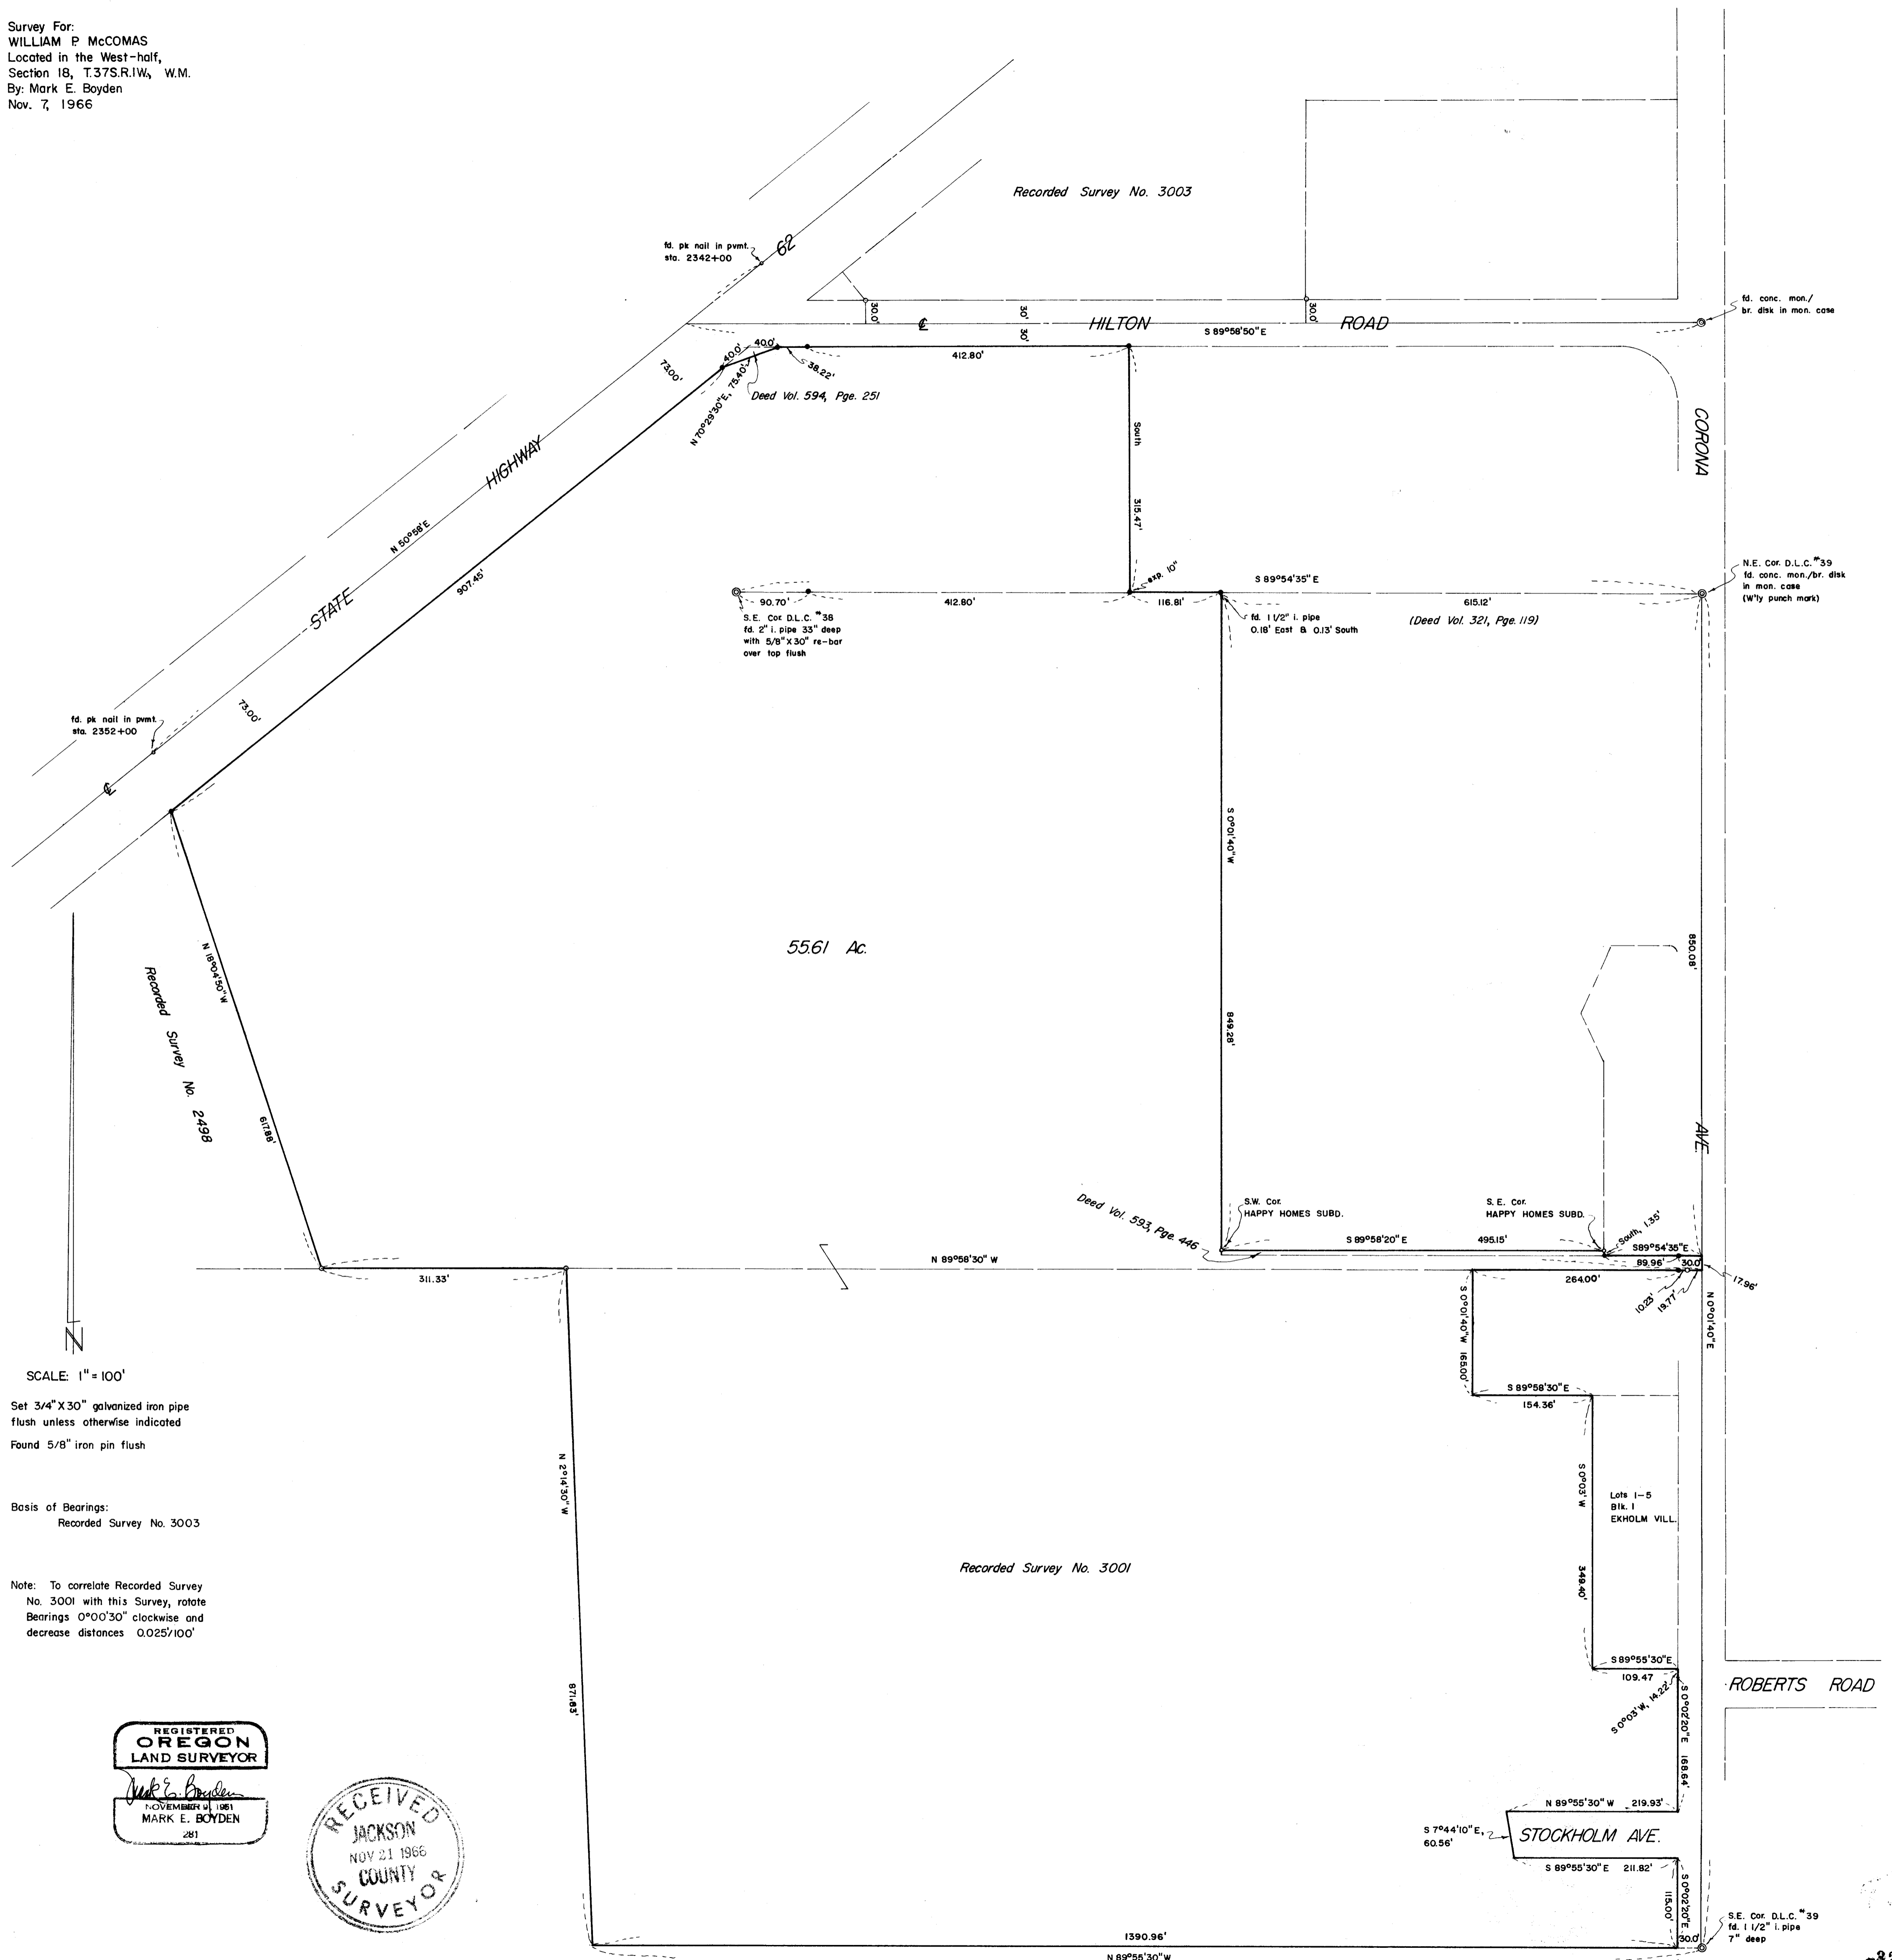 Survey For:
WILLIAM P. McCOMAS
Located in the West-half,
Section 18, T.37S.R.1W., W.M.
By: Mark E. Boyden
Nov. 7, 1966
Recorded Survey No. 3003
fd. pk nail in pvmt.
sta. 2342+00
62
30.0'
30'
30'
30.0'
℄
HILTON ROAD
S 89°58'50" E
fd. conc. mon./
br. disk in mon. case
40.0'
40.0'
38.22'
412.80'
73.00'
N 70°29'30"E, 75.40'
Deed Vol. 594, Pge. 251
CORONA
South
315.47'
STATE HIGHWAY
N 50°58'E
907.45'
exp. 10"
S 89°54'35" E
N.E. Cor. D.L.C. #39
fd. conc. mon./br. disk
in mon. case
(W'ly punch mark)
90.70'
412.80'
116.81'
615.12'
S.E. Cor. D.L.C. #38
fd. 2" i. pipe 33" deep
with 5/8" X 30" re-bar
over top flush
fd. 1 1/2" i. pipe
0.18' East & 0.13' South
(Deed Vol. 321, Pge. 119)
73.00'
fd. pk nail in pvmt.
sta. 2352+00
℄
S 0°01'40" W
849.28'
55.61 Ac.
850.08'
N 18°04'50" W
617.88'
Recorded Survey No. 2498
AVE.
Deed Vol. 593, Pge. 446
S.W. Cor.
HAPPY HOMES SUBD.
S. E. Cor.
HAPPY HOMES SUBD.
South, 1.35'
S 89°58'20" E 495.15'
S89°54'35"E
89.96'
30.0'
17.96'
N 89°58'30" W
311.33'
264.00'
10.23'
19.77'
N 0°01'40" E
S 0°01'40" W 165.00'
N
SCALE: 1" = 100'
Set 3/4" X 30" galvanized iron pipe
flush unless otherwise indicated
Found 5/8" iron pin flush
S 89°58'30" E
154.36'
N 2°14'30" W
871.83'
S 0°03' W
349.40'
Lots 1-5
Blk. 1
EKHOLM VILL.
Basis of Bearings:
Recorded Survey No. 3003
Recorded Survey No. 3001
Note: To correlate Recorded Survey
No. 3001 with this Survey, rotate
Bearings 0°00'30" clockwise and
decrease distances 0.025'/100'
S 89°55'30" E
109.47
S 0°03' W, 14.22'
S 0°02'20" E 168.64'
ROBERTS ROAD
REGISTERED
OREGON
LAND SURVEYOR
Mark E. Boyden
NOVEMBER 9, 1951
MARK E. BOYDEN
281
RECEIVED
JACKSON
NOV 21 1966
COUNTY
SURVEYOR
N 89°55'30" W 219.93'
S 7°44'10" E,
60.56'
STOCKHOLM AVE.
S 89°55'30" E 211.82'
115.00'
S 0°02'20" E
30.0'
S.E. Cor. D.L.C. #39
fd. 1 1/2" i. pipe
7" deep
1390.96'
N 89°55'30" W